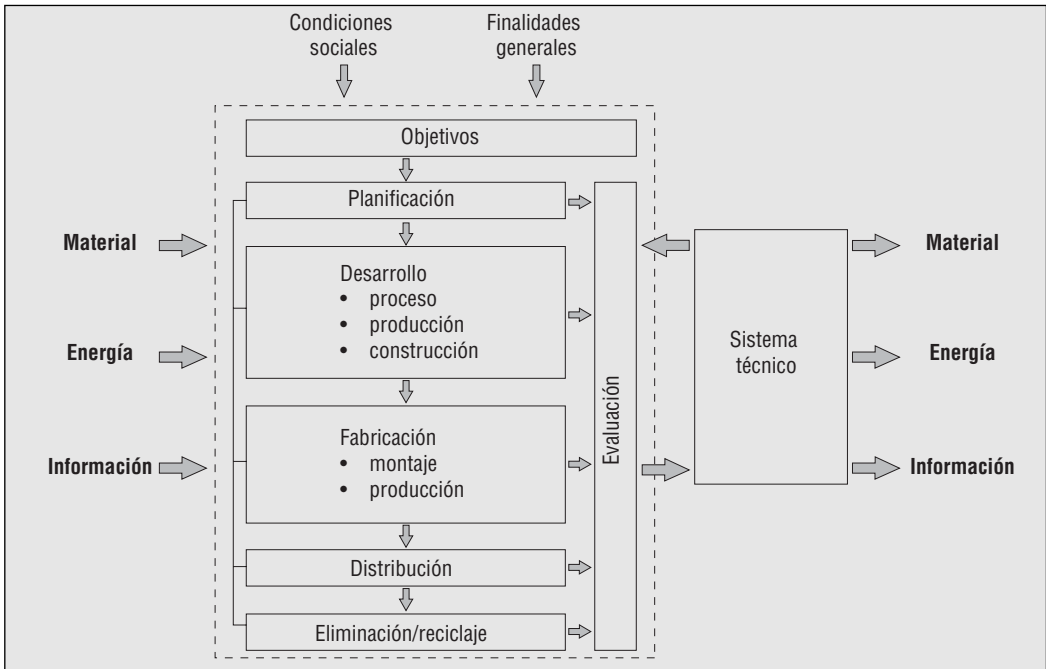 Condiciones
sociales
Finalidades
generales
Objetivos
Planificación
Material
Energía
Información
Desarrollo
• proceso
• producción
• construcción
Fabricación
• montaje
• producción
Distribución
Eliminación/reciclaje
Evaluación
Sistema
técnico
Material
Energía
Información